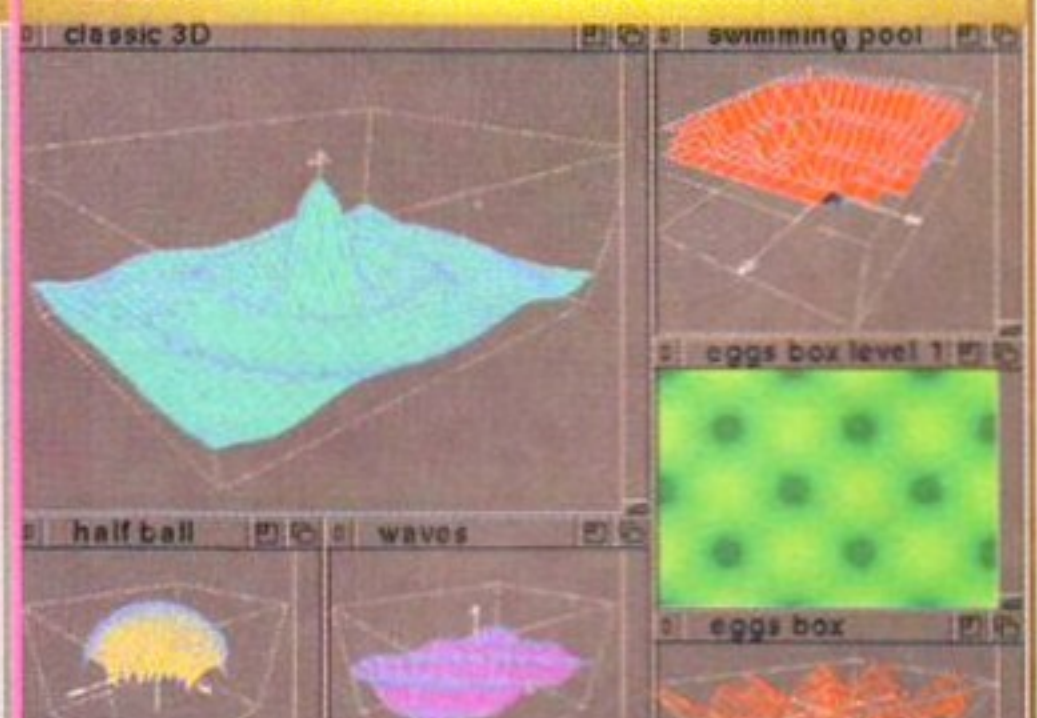 classic 3D
swimming pool
eggs box level 1
half ball
waves
eggs box